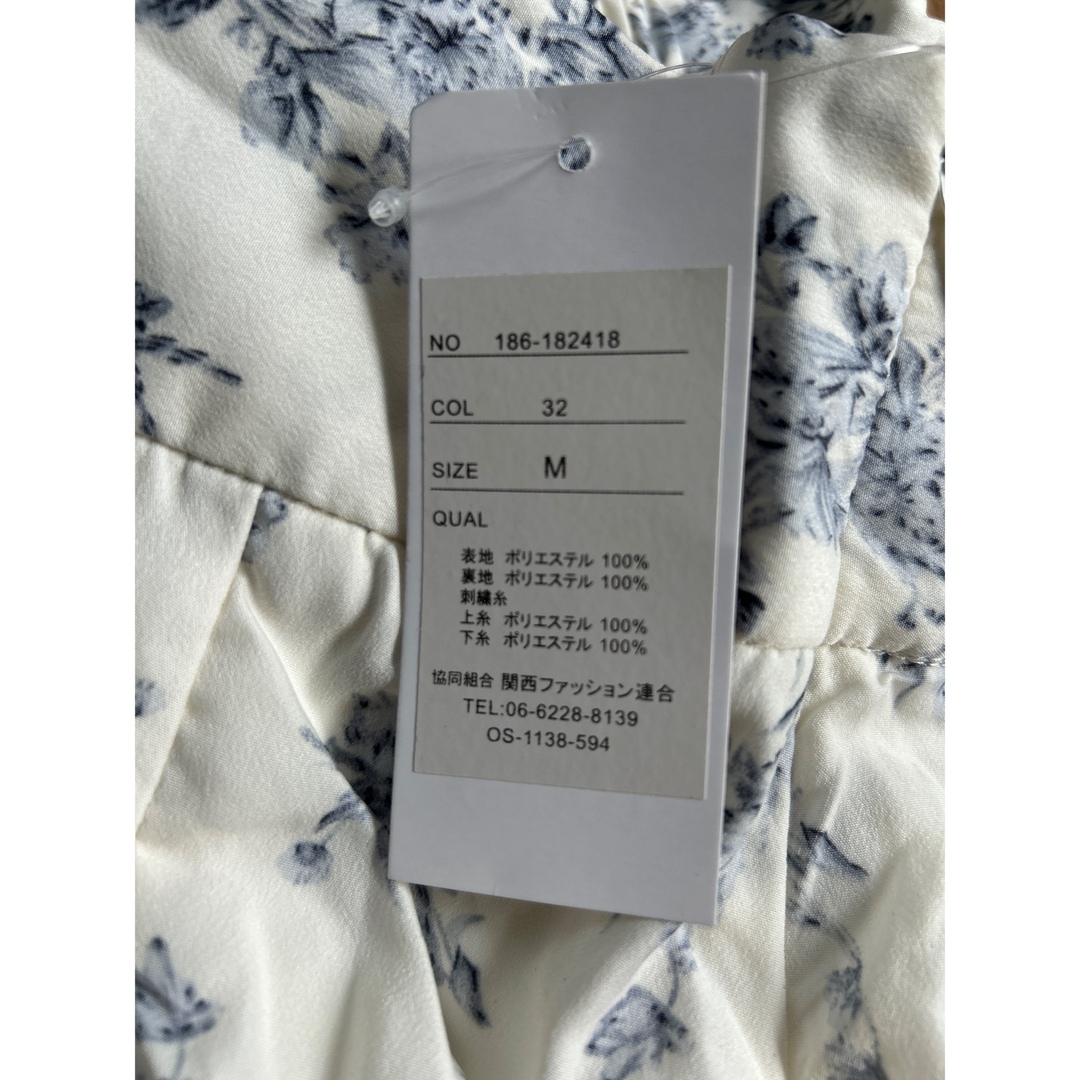 NO 186-182418
COL 32
SIZE M
QUAL
表地 ポリエステル 100%
裏地 ポリエステル 100%
刺繍糸
上糸 ポリエステル 100%
下糸 ポリエステル 100%
協同組合 関西ファッション連合
TEL:06-6228-8139
OS-1138-594